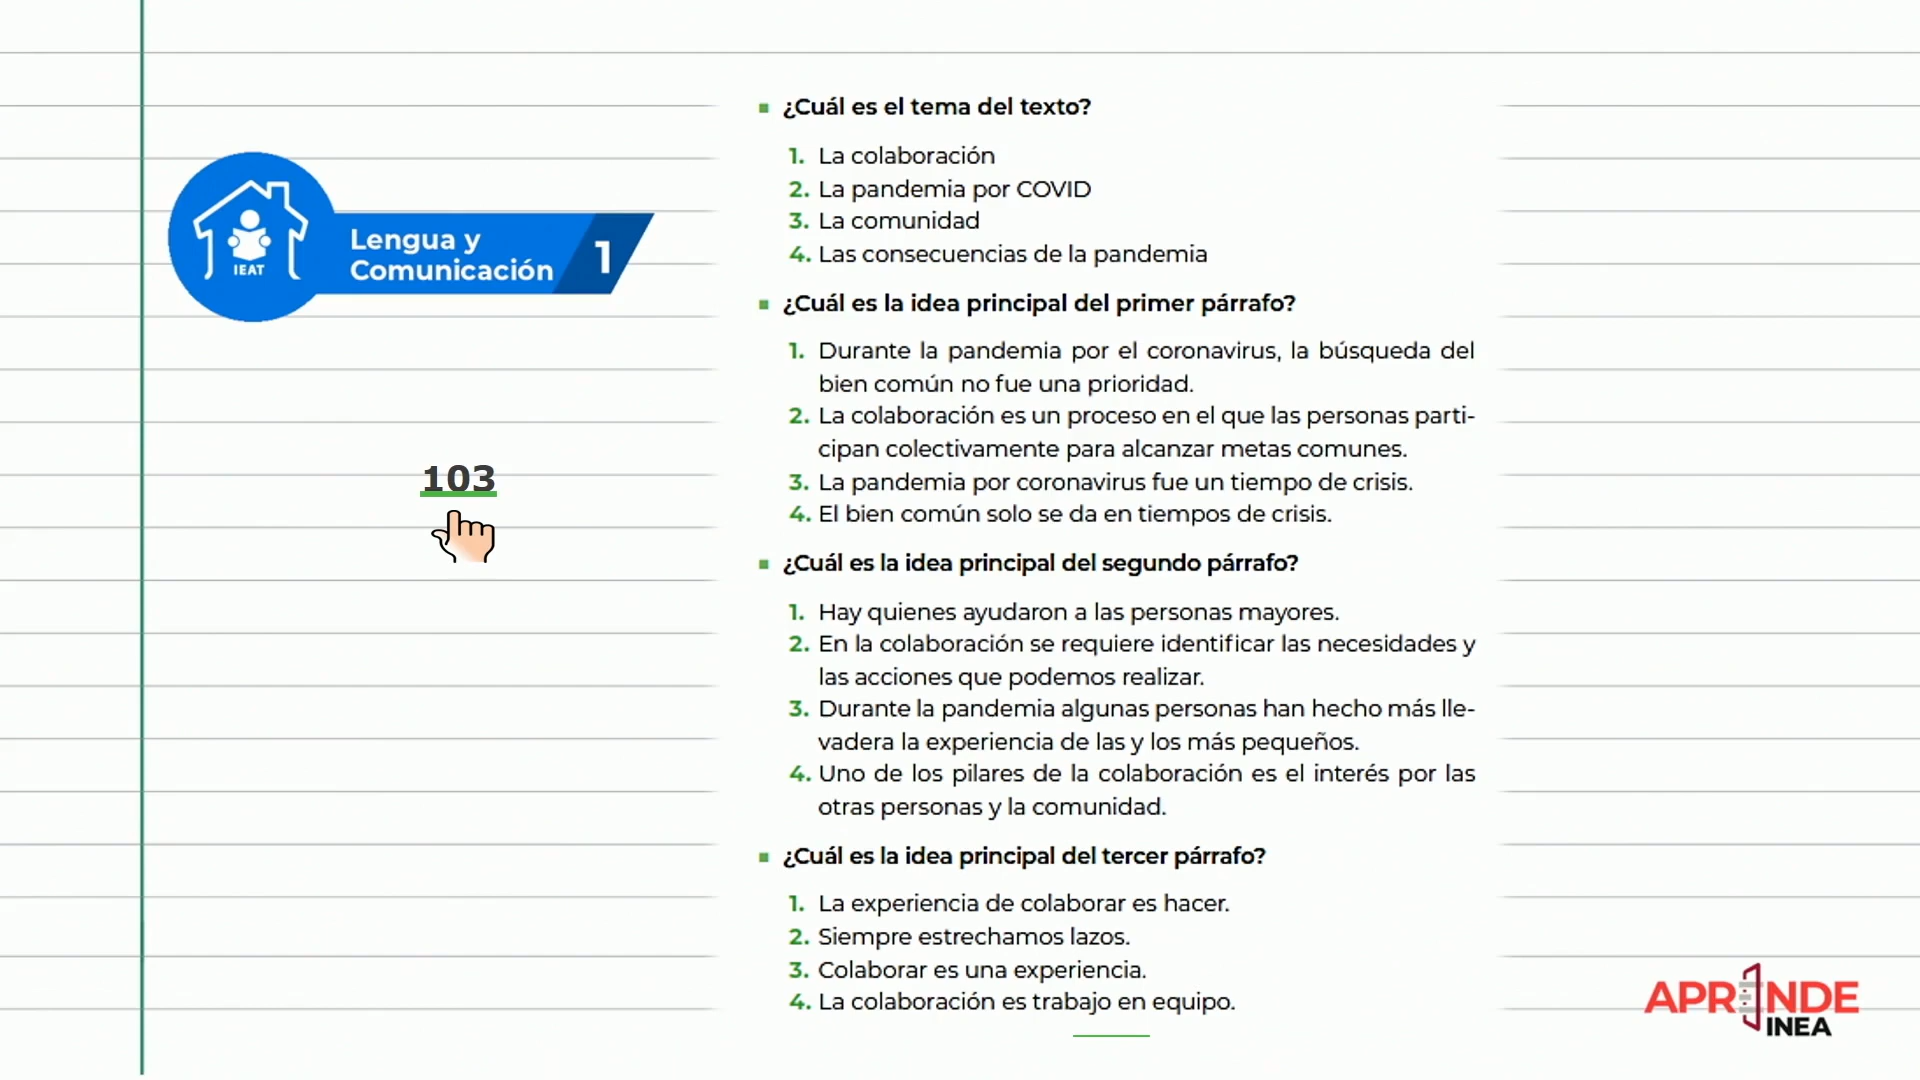 IEAT
Lengua y
Comunicación
1
103
▪ ¿Cuál es el tema del texto?
1. La colaboración
2. La pandemia por COVID
3. La comunidad
4. Las consecuencias de la pandemia
▪ ¿Cuál es la idea principal del primer párrafo?
1. Durante la pandemia por el coronavirus, la búsqueda del
bien común no fue una prioridad.
2. La colaboración es un proceso en el que las personas parti-
cipan colectivamente para alcanzar metas comunes.
3. La pandemia por coronavirus fue un tiempo de crisis.
4. El bien común solo se da en tiempos de crisis.
▪ ¿Cuál es la idea principal del segundo párrafo?
1. Hay quienes ayudaron a las personas mayores.
2. En la colaboración se requiere identificar las necesidades y
las acciones que podemos realizar.
3. Durante la pandemia algunas personas han hecho más lle-
vadera la experiencia de las y los más pequeños.
4. Uno de los pilares de la colaboración es el interés por las
otras personas y la comunidad.
▪ ¿Cuál es la idea principal del tercer párrafo?
1. La experiencia de colaborar es hacer.
2. Siempre estrechamos lazos.
3. Colaborar es una experiencia.
4. La colaboración es trabajo en equipo.
APRENDE
INEA